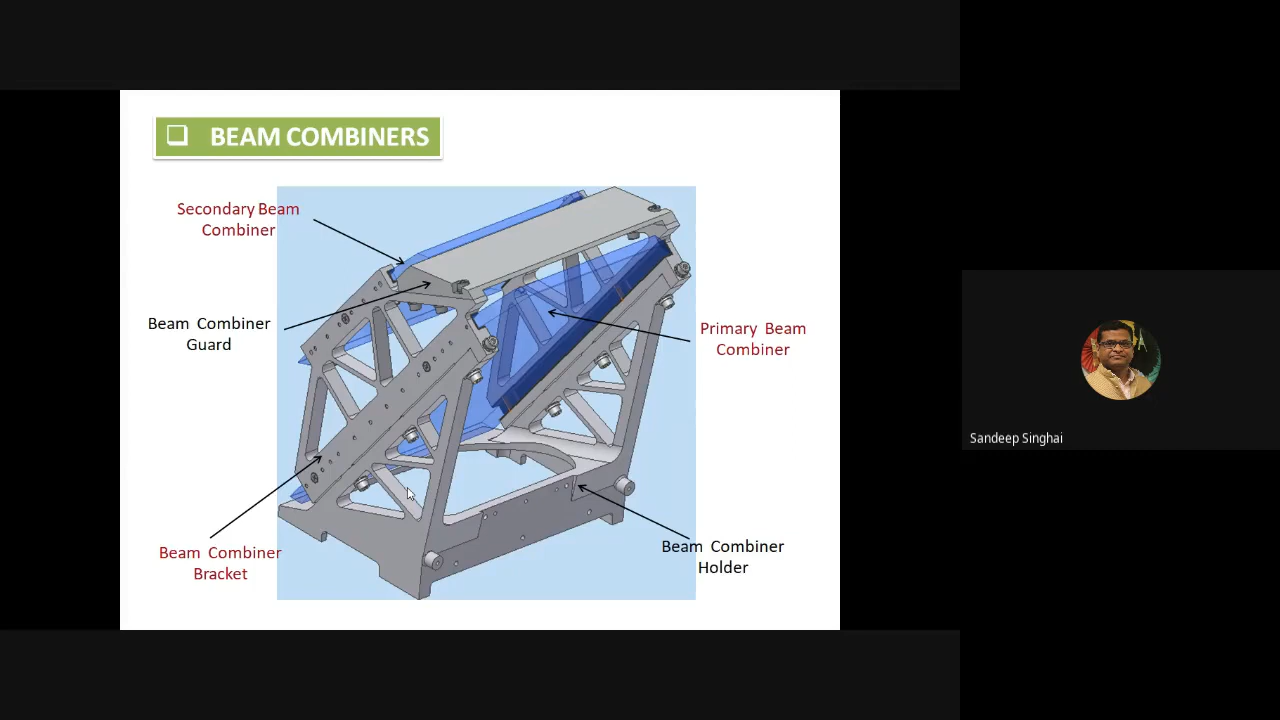 BEAM COMBINERS
Secondary Beam
Combiner
Beam Combiner
Guard
Primary Beam
Combiner
Beam Combiner
Bracket
Beam Combiner
Holder
Sandeep Singhai